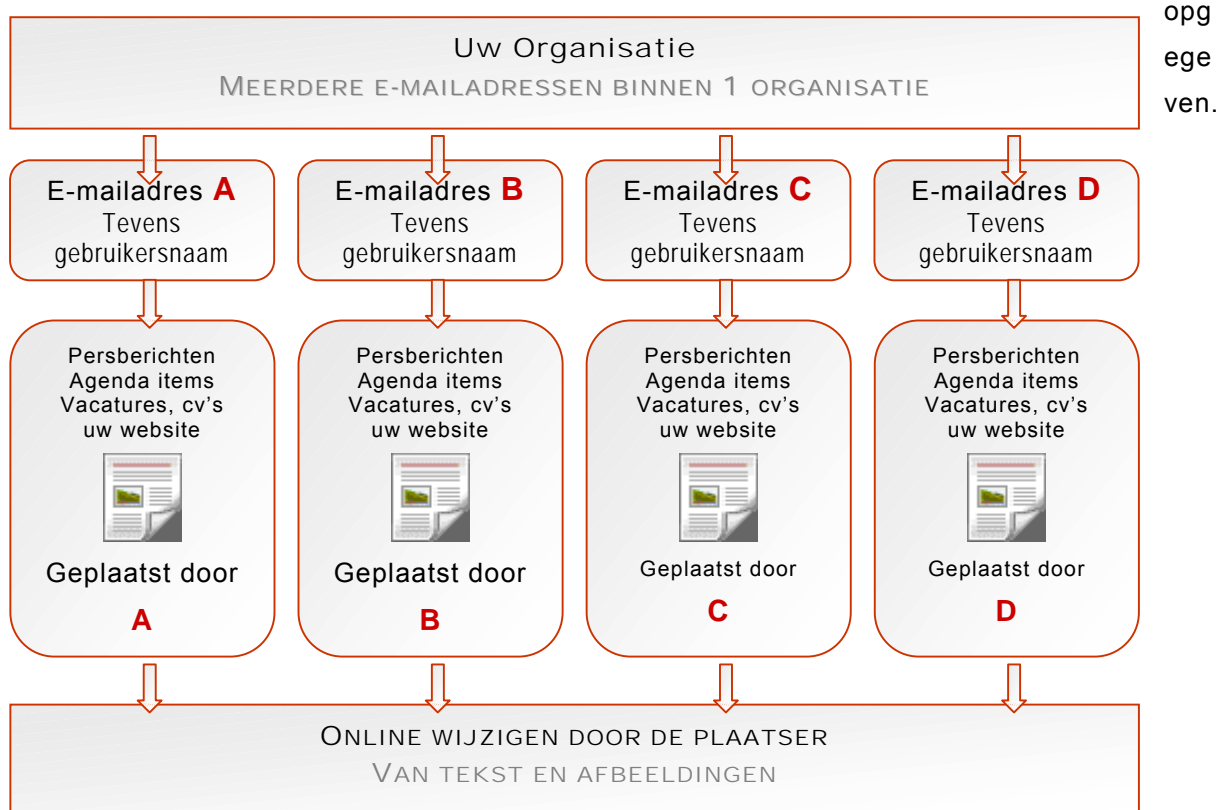 opg
ege
ven.
Uw Organisatie
MEERDERE E-MAILADRESSEN BINNEN 1 ORGANISATIE
E-mailadres A
Tevens
gebruikersnaam
E-mailadres B
Tevens
gebruikersnaam
E-mailadres C
Tevens
gebruikersnaam
E-mailadres D
Tevens
gebruikersnaam
Persberichten
Agenda items
Vacatures, cv's
uw website
Geplaatst door
A
Persberichten
Agenda items
Vacatures, cv's
uw website
Geplaatst door
B
Persberichten
Agenda items
Vacatures, cv's
uw website
Geplaatst door
C
Persberichten
Agenda items
Vacatures, cv's
uw website
Geplaatst door
D
ONLINE WIJZIGEN DOOR DE PLAATSER
VAN TEKST EN AFBEELDINGEN